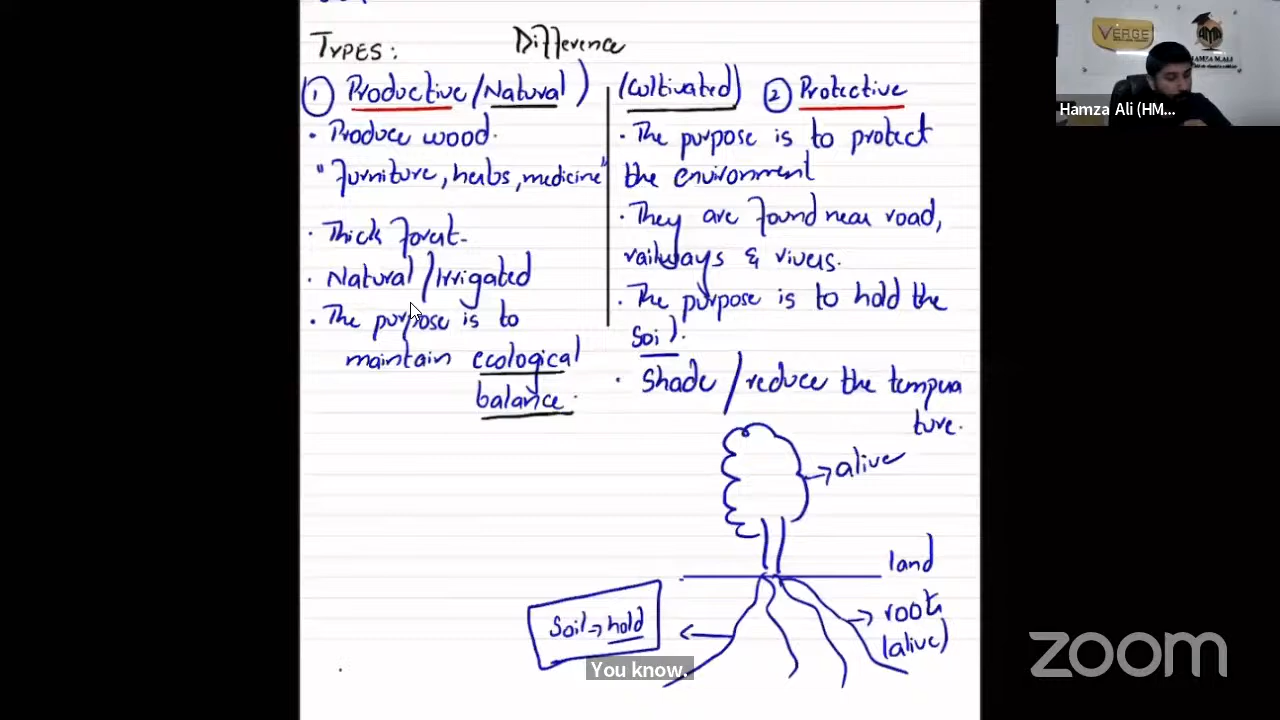 TYPES: Difference
① Productive/(Natural)
• Produce wood.
"Furniture, herbs, medicine"
• Thick forest.
• Natural/Irrigated
• The purpose is to
maintain ecological
balance.
(Cultivated) ② Protective
• The purpose is to protect
the environment
• They are found near road,
railways & rivers.
• The purpose is to hold the
Soil.
• Shade/reduce the tempera
ture.
alive
land
roots
(alive)
Soil → hold
You know.
VERGE
HAMZA M.ALI
Hamza Ali (HM...
zoom